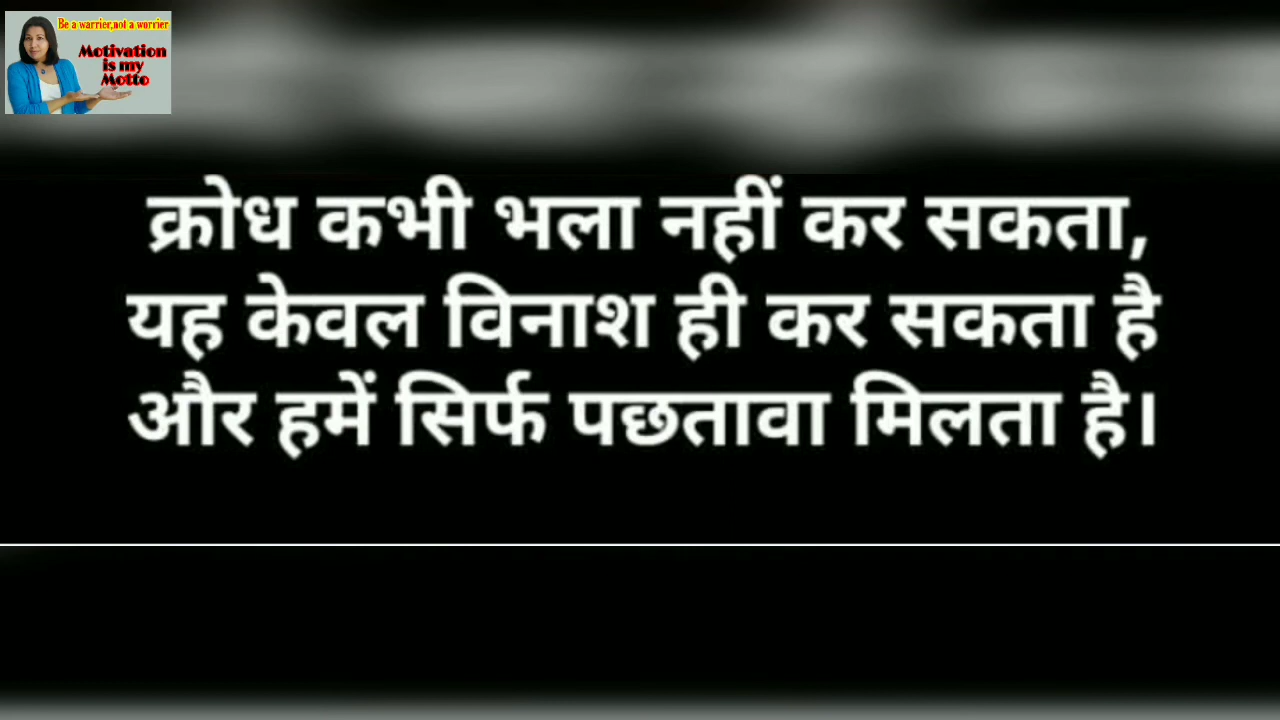 Be a warrier,not a worrier
Motivation
is my
Motto
क्रोध कभी भला नहीं कर सकता,
यह केवल विनाश ही कर सकता है
और हमें सिर्फ पछतावा मिलता है।